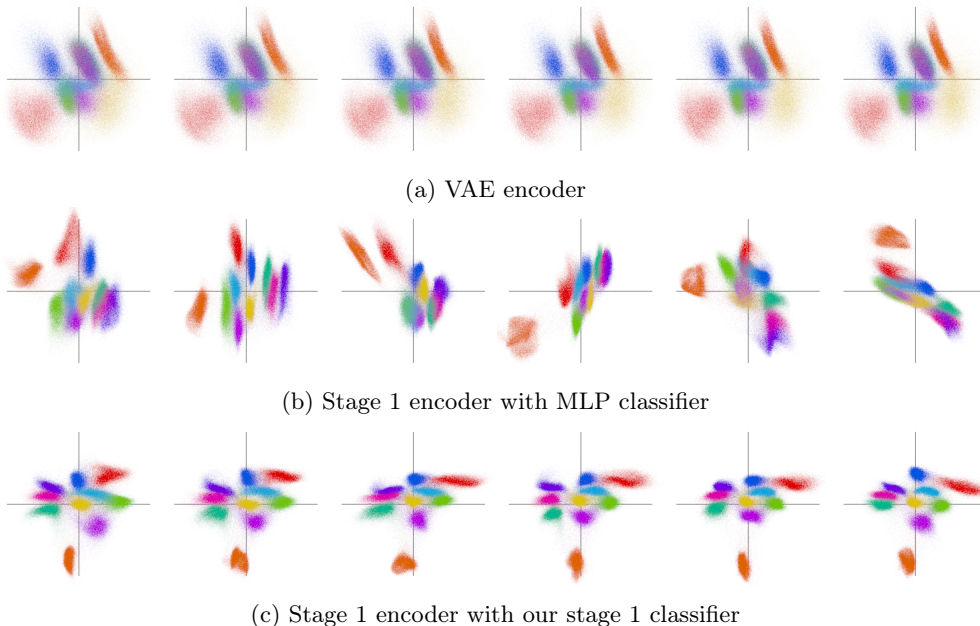 (a) VAE encoder
(b) Stage 1 encoder with MLP classifier
(c) Stage 1 encoder with our stage 1 classifier